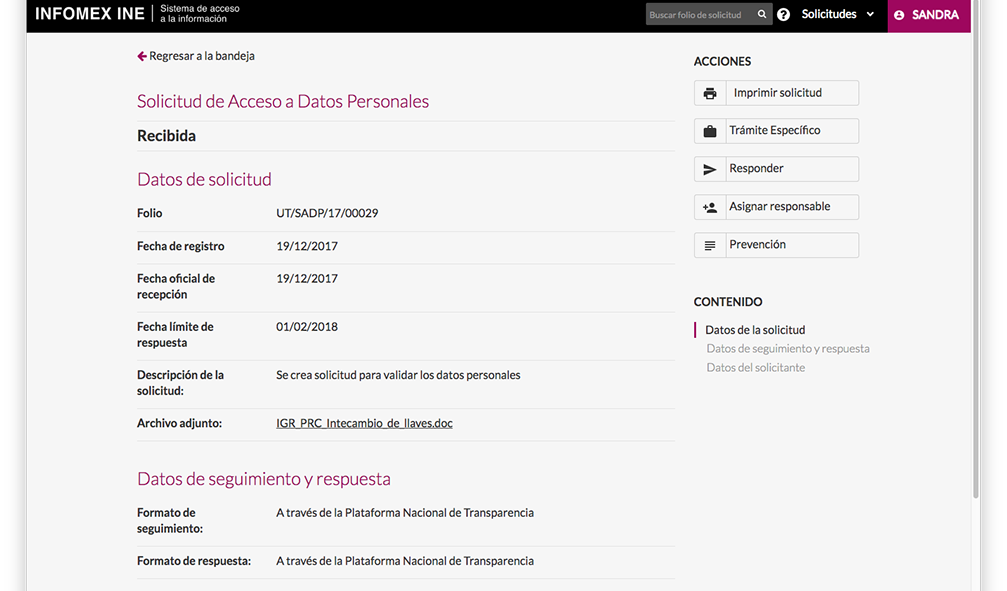 INFOMEX INE
Sistema de acceso
a la información
Buscar folio de solicitud
?
Solicitudes
SANDRA
Regresar a la bandeja
Solicitud de Acceso a Datos Personales
Recibida
Datos de solicitud
Folio UT/SADP/17/00029
Fecha de registro 19/12/2017
Fecha oficial de 19/12/2017
recepción
Fecha límite de 01/02/2018
respuesta
Descripción de la Se crea solicitud para validar los datos personales
solicitud:
Archivo adjunto: IGR_PRC_Intecambio_de_llaves.doc
Datos de seguimiento y respuesta
Formato de A través de la Plataforma Nacional de Transparencia
seguimiento:
Formato de respuesta: A través de la Plataforma Nacional de Transparencia
ACCIONES
Imprimir solicitud
Trámite Específico
Responder
Asignar responsable
Prevención
CONTENIDO
Datos de la solicitud
Datos de seguimiento y respuesta
Datos del solicitante